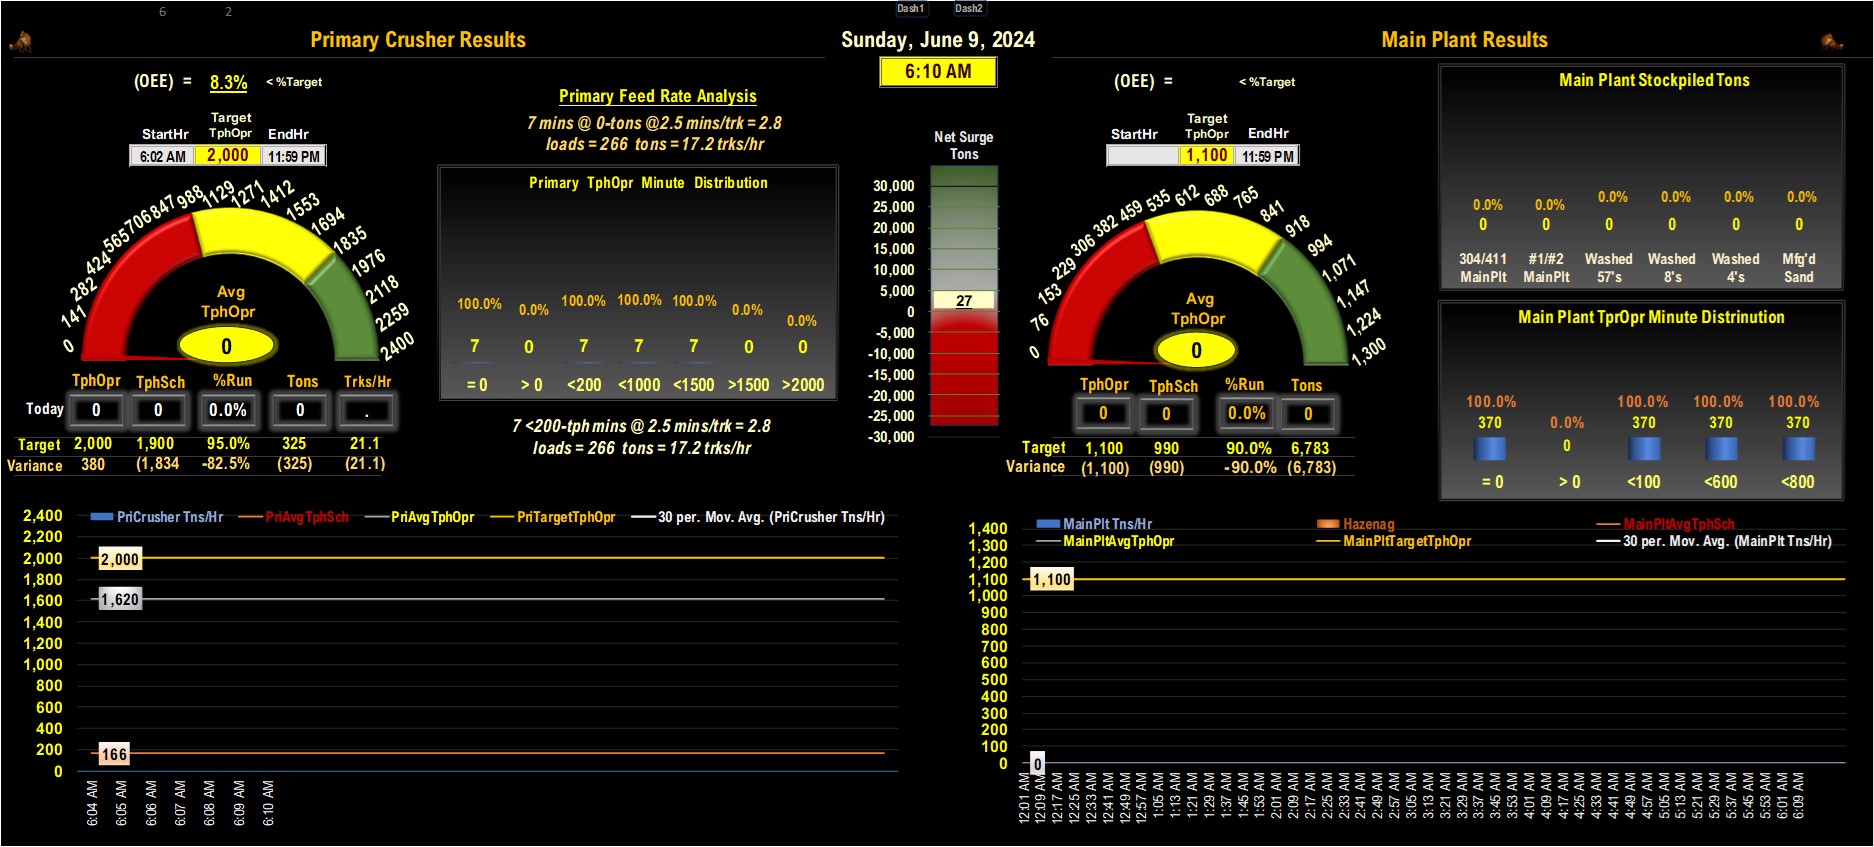 6 2
Dash1 Dash2
Primary Crusher Results
Sunday, June 9, 2024
6:10 AM
Main Plant Results
(OEE) = 8.3% < %Target
Target
StartHr TphOpr EndHr
6:02 AM 2,000 11:59 PM
0 141 282 424 565 706 847 988 1129 1271 1412 1553 1694 1835 1976 2118 2259 2400
Avg
TphOpr
0
TphOpr TphSch %Run Tons Trks/Hr
Today 0 0 0.0% 0 .
Target 2,000 1,900 95.0% 325 21.1
Variance 380 (1,834 -82.5% (325) (21.1)
Primary Feed Rate Analysis
7 mins @ 0-tons @2.5 mins/trk = 2.8
loads = 266 tons = 17.2 trks/hr
Primary TphOpr Minute Distribution
100.0% 0.0% 100.0% 100.0% 100.0% 0.0% 0.0%
7 0 7 7 7 0 0
= 0 > 0 <200 <1000 <1500 >1500 >2000
7 <200-tph mins @ 2.5 mins/trk = 2.8
loads = 266 tons = 17.2 trks/hr
Net Surge
Tons
30,000
25,000
20,000
15,000
10,000
5,000
27
0
-5,000
-10,000
-15,000
-20,000
-25,000
-30,000
(OEE) = < %Target
Target
StartHr TphOpr EndHr
1,100 11:59 PM
0 76 153 229 306 382 459 535 612 688 765 841 918 994 1,071 1,147 1,224 1,300
Avg
TphOpr
0
TphOpr TphSch %Run Tons
0 0 0.0% 0
Target 1,100 990 90.0% 6,783
Variance (1,100) (990) -90.0% (6,783)
Main Plant Stockpiled Tons
0.0% 0.0% 0.0% 0.0% 0.0% 0.0%
0 0 0 0 0 0
304/411 #1/#2 Washed Washed Washed Mfg'd
MainPlt MainPlt 57's 8's 4's Sand
Main Plant TprOpr Minute Distrinution
100.0% 0.0% 100.0% 100.0% 100.0%
370 0 370 370 370
= 0 > 0 <100 <600 <800
PriCrusher Tns/Hr PriAvgTphSch PriAvgTphOpr PriTargetTphOpr 30 per. Mov. Avg. (PriCrusher Tns/Hr)
2,400
2,200
2,000
1,800
1,600
1,400
1,200
1,000
800
600
400
200
0
2,000
1,620
166
6:04 AM 6:05 AM 6:06 AM 6:07 AM 6:08 AM 6:09 AM 6:10 AM
MainPlt Tns/Hr Hazenag MainPltAvgTphSch
MainPltAvgTphOpr MainPltTargetTphOpr 30 per. Mov. Avg. (MainPlt Tns/Hr)
1,400
1,300
1,200
1,100
1,000
900
800
700
600
500
400
300
200
100
0
1,100
0
12:01 AM 12:09 AM 12:17 AM 12:25 AM 12:33 AM 12:41 AM 12:49 AM 12:57 AM 1:05 AM 1:13 AM 1:21 AM 1:29 AM 1:37 AM 1:45 AM 1:53 AM 2:01 AM 2:09 AM 2:17 AM 2:25 AM 2:33 AM 2:41 AM 2:49 AM 2:57 AM 3:05 AM 3:13 AM 3:21 AM 3:29 AM 3:37 AM 3:45 AM 3:53 AM 4:01 AM 4:09 AM 4:17 AM 4:25 AM 4:33 AM 4:41 AM 4:49 AM 4:57 AM 5:05 AM 5:13 AM 5:21 AM 5:29 AM 5:37 AM 5:45 AM 5:53 AM 6:01 AM 6:09 AM